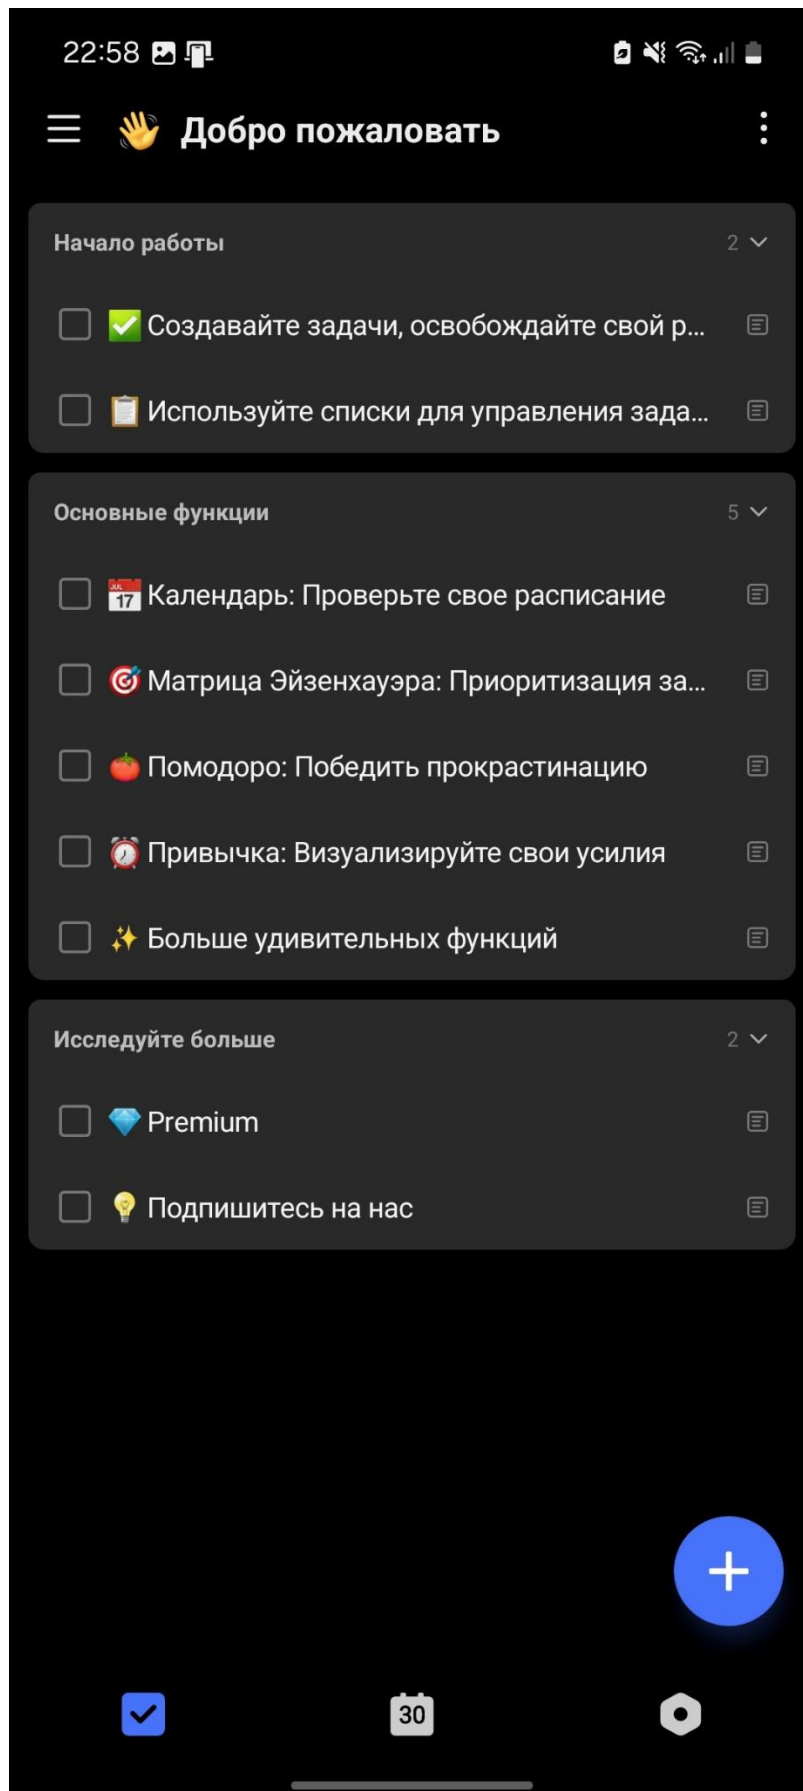 22:58
Добро пожаловать
Начало работы 2
Создавайте задачи, освобождайте свой р...
Используйте списки для управления зада...
Основные функции 5
JUL 17 Календарь: Проверьте свое расписание
Матрица Эйзенхауэра: Приоритизация за...
Помодоро: Победить прокрастинацию
Привычка: Визуализируйте свои усилия
Больше удивительных функций
Исследуйте больше 2
Premium
Подпишитесь на нас
30